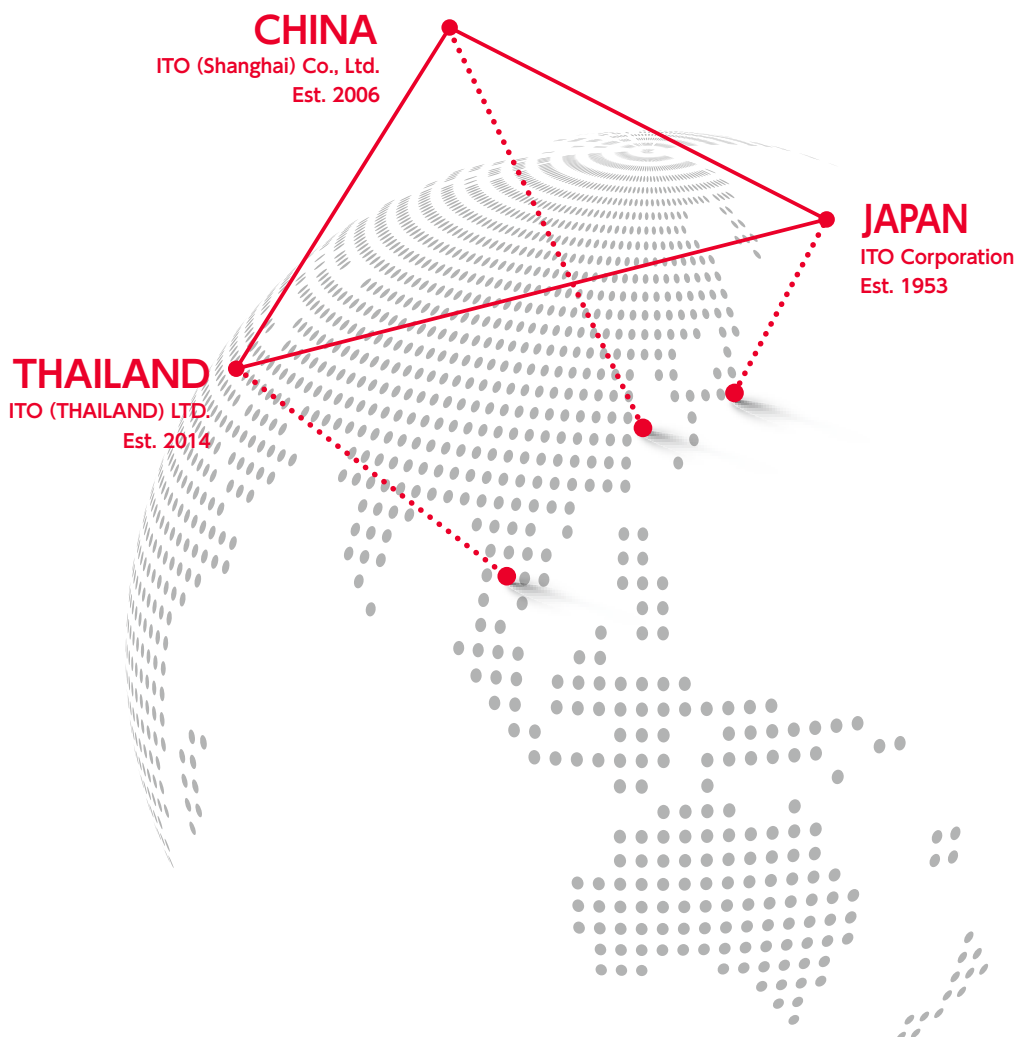 CHINA
ITO (Shanghai) Co., Ltd.
Est. 2006
JAPAN
ITO Corporation
Est. 1953
THAILAND
ITO (THAILAND) LTD.
Est. 2014